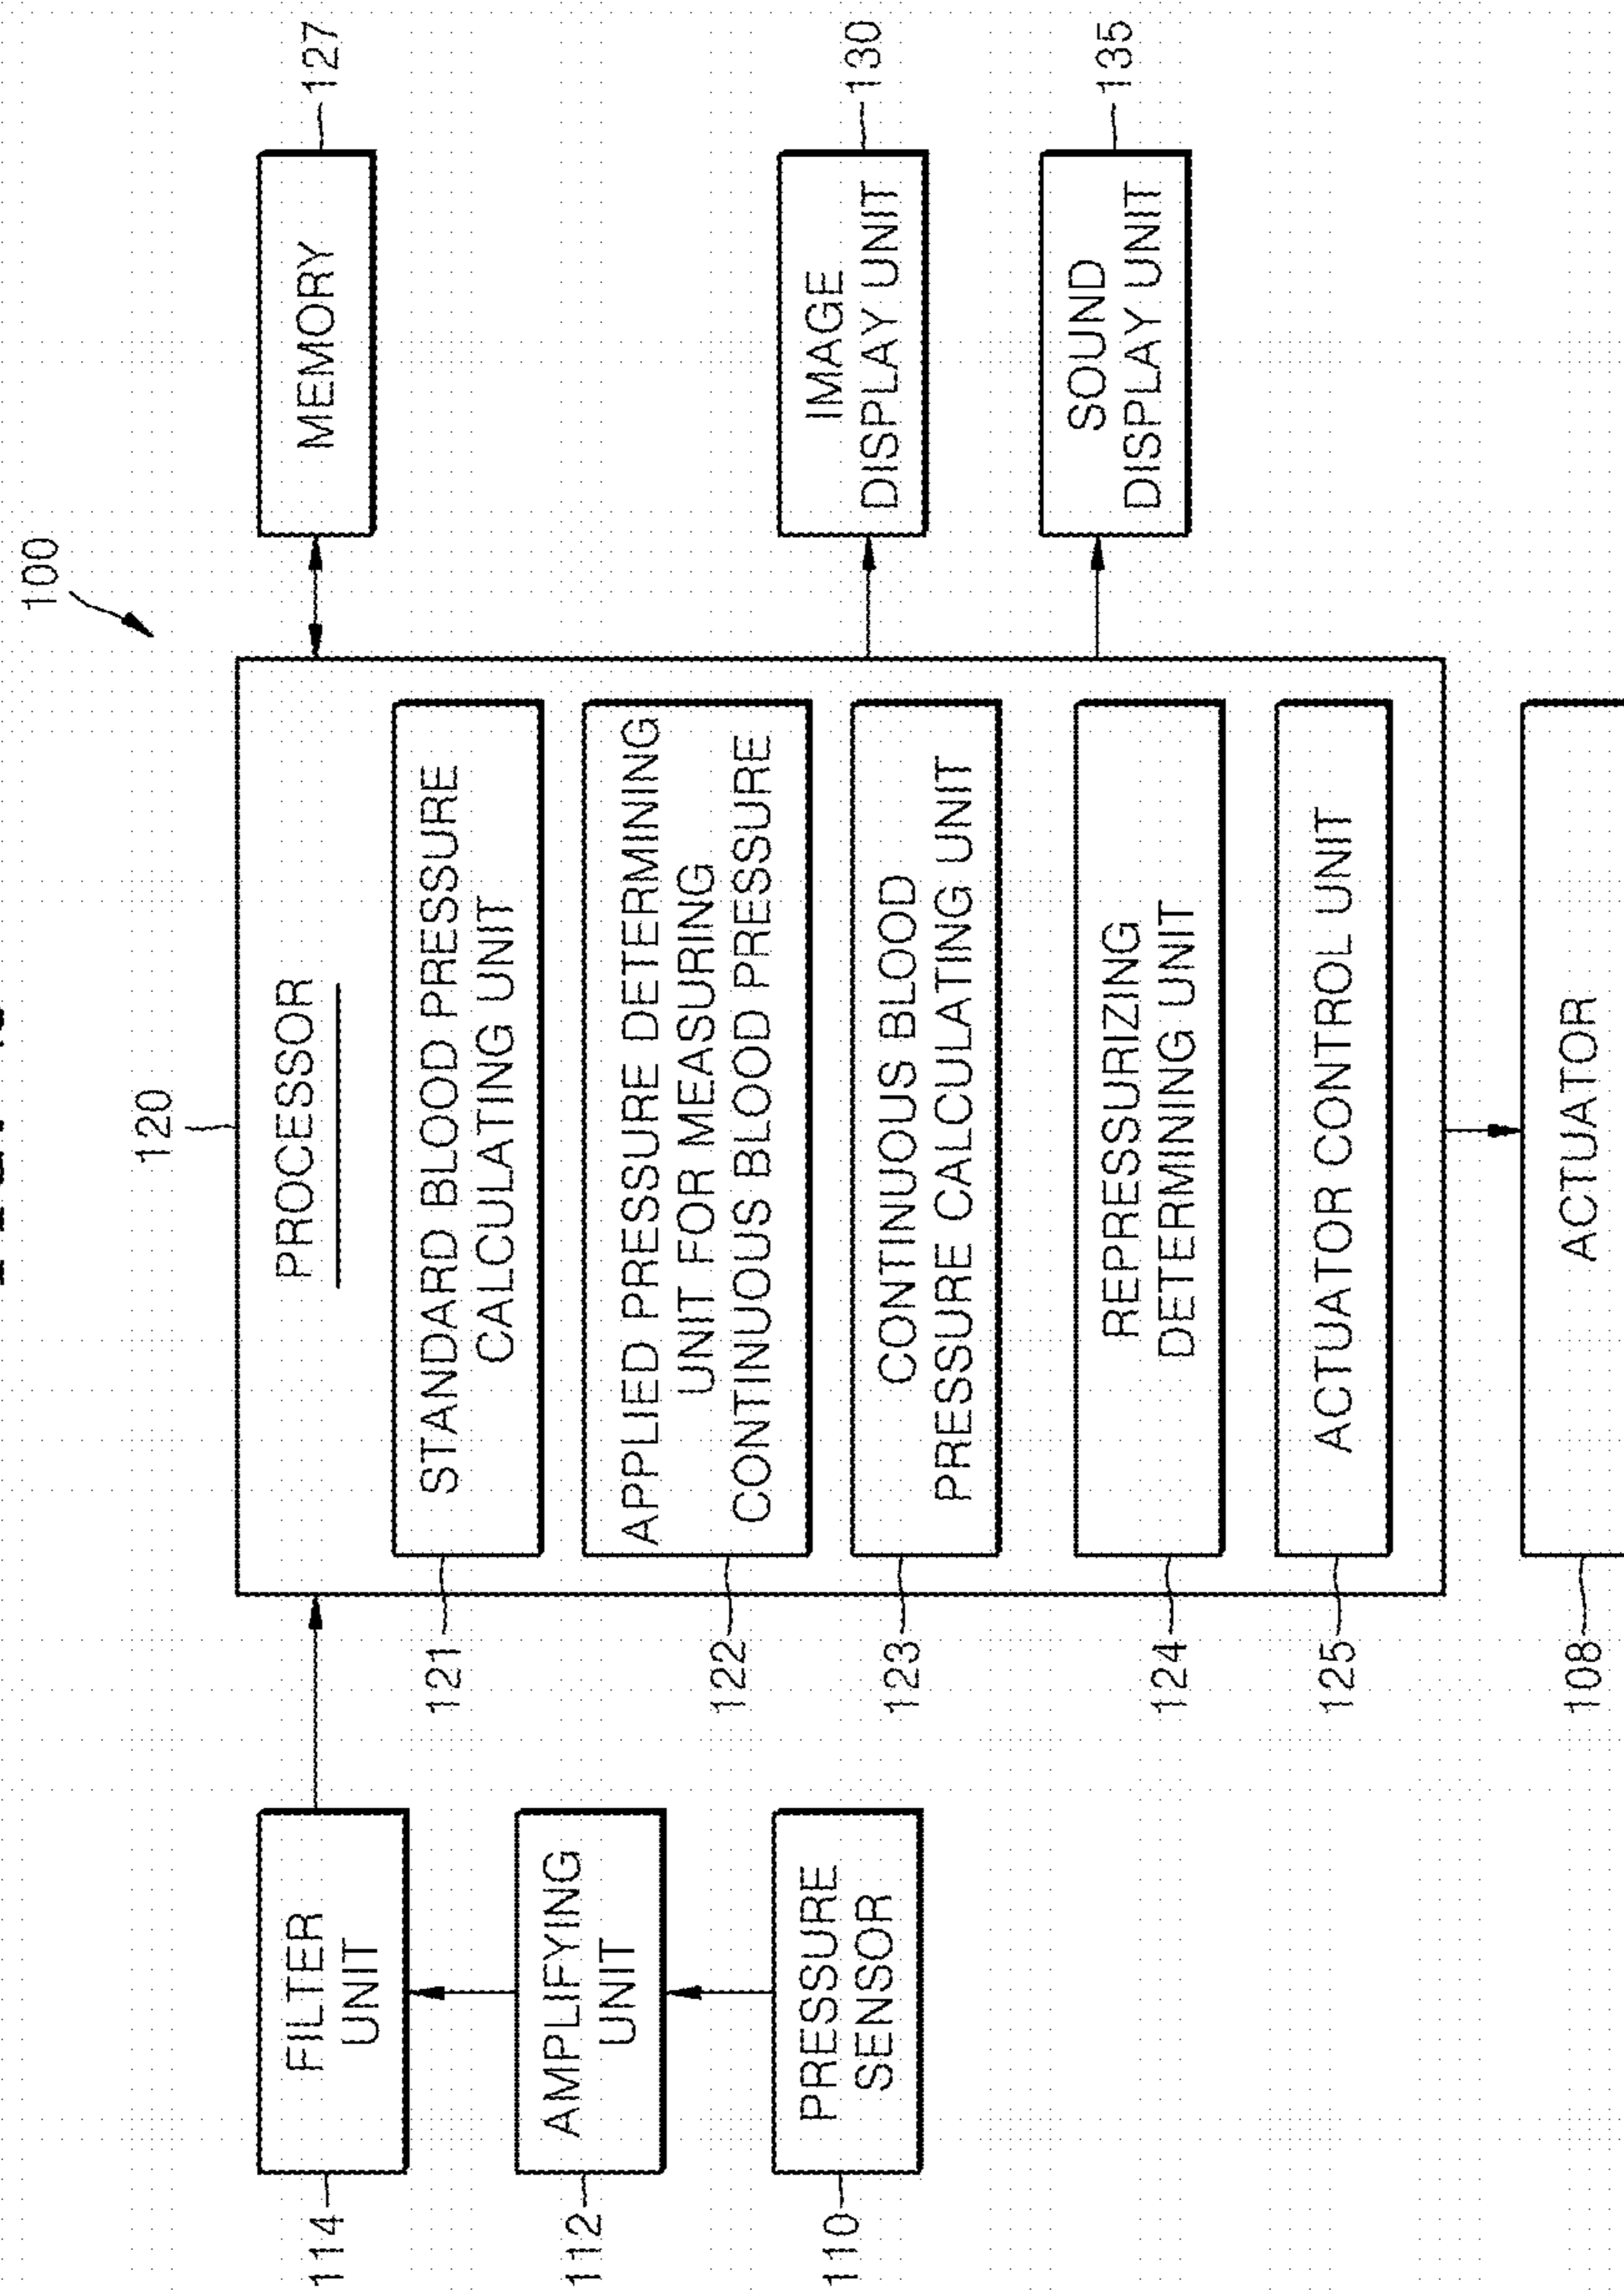 100
120
PROCESSOR
114
FILTER
UNIT
112
AMPLIFYING
UNIT
110
PRESSURE
SENSOR
121
STANDARD BLOOD PRESSURE
CALCULATING UNIT
122
APPLIED PRESSURE DETERMINING
UNIT FOR MEASURING
CONTINUOUS BLOOD PRESSURE
123
CONTINUOUS BLOOD
PRESSURE CALCULATING UNIT
124
REPRESSURIZING
DETERMINING UNIT
125
ACTUATOR CONTROL UNIT
108
ACTUATOR
MEMORY
127
IMAGE
DISPLAY UNIT
130
SOUND
DISPLAY UNIT
135